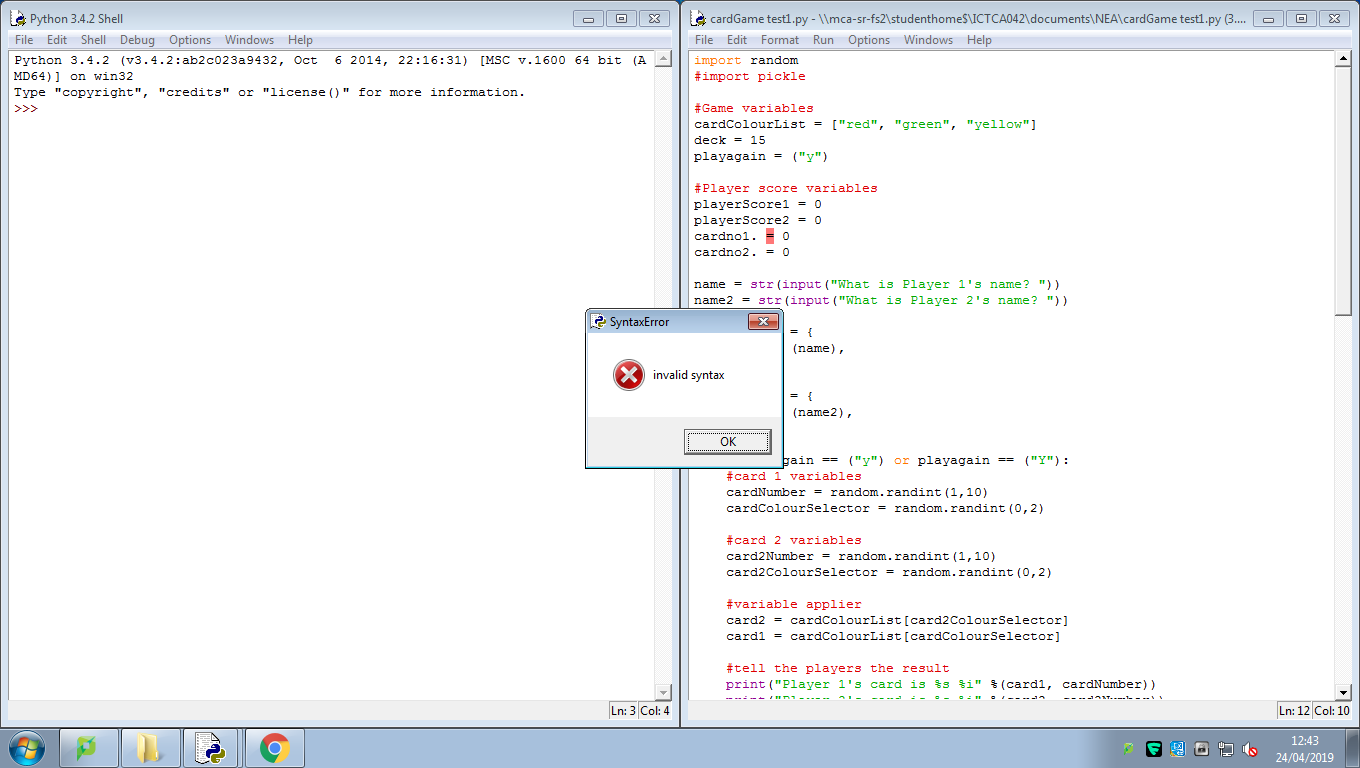 Python 3.4.2 Shell
File Edit Shell Debug Options Windows Help
Python 3.4.2 (v3.4.2:ab2c023a9432, Oct  6 2014, 22:16:31) [MSC v.1600 64 bit (A
MD64)] on win32
Type "copyright", "credits" or "license()" for more information.
>>>
Ln: 3 Col: 4
cardGame test1.py - \\mca-sr-fs2\studenthome$\ICTCA042\documents\NEA\cardGame test1.py (3....
File Edit Format Run Options Windows Help
import random
#import pickle
#Game variables
cardColourList = ["red", "green", "yellow"]
deck = 15
playagain = ("y")
#Player score variables
playerScore1 = 0
playerScore2 = 0
cardno1. = 0
cardno2. = 0
name = str(input("What is Player 1's name? "))
name2 = str(input("What is Player 2's name? "))
= {
(name),
= {
(name2),
gain == ("y") or playagain == ("Y"):
#card 1 variables
cardNumber = random.randint(1,10)
cardColourSelector = random.randint(0,2)
#card 2 variables
card2Number = random.randint(1,10)
card2ColourSelector = random.randint(0,2)
#variable applier
card2 = cardColourList[card2ColourSelector]
card1 = cardColourList[cardColourSelector]
#tell the players the result
print("Player 1's card is %s %i" %(card1, cardNumber))
Ln: 12 Col: 10
SyntaxError
invalid syntax
OK
12:43
24/04/2019